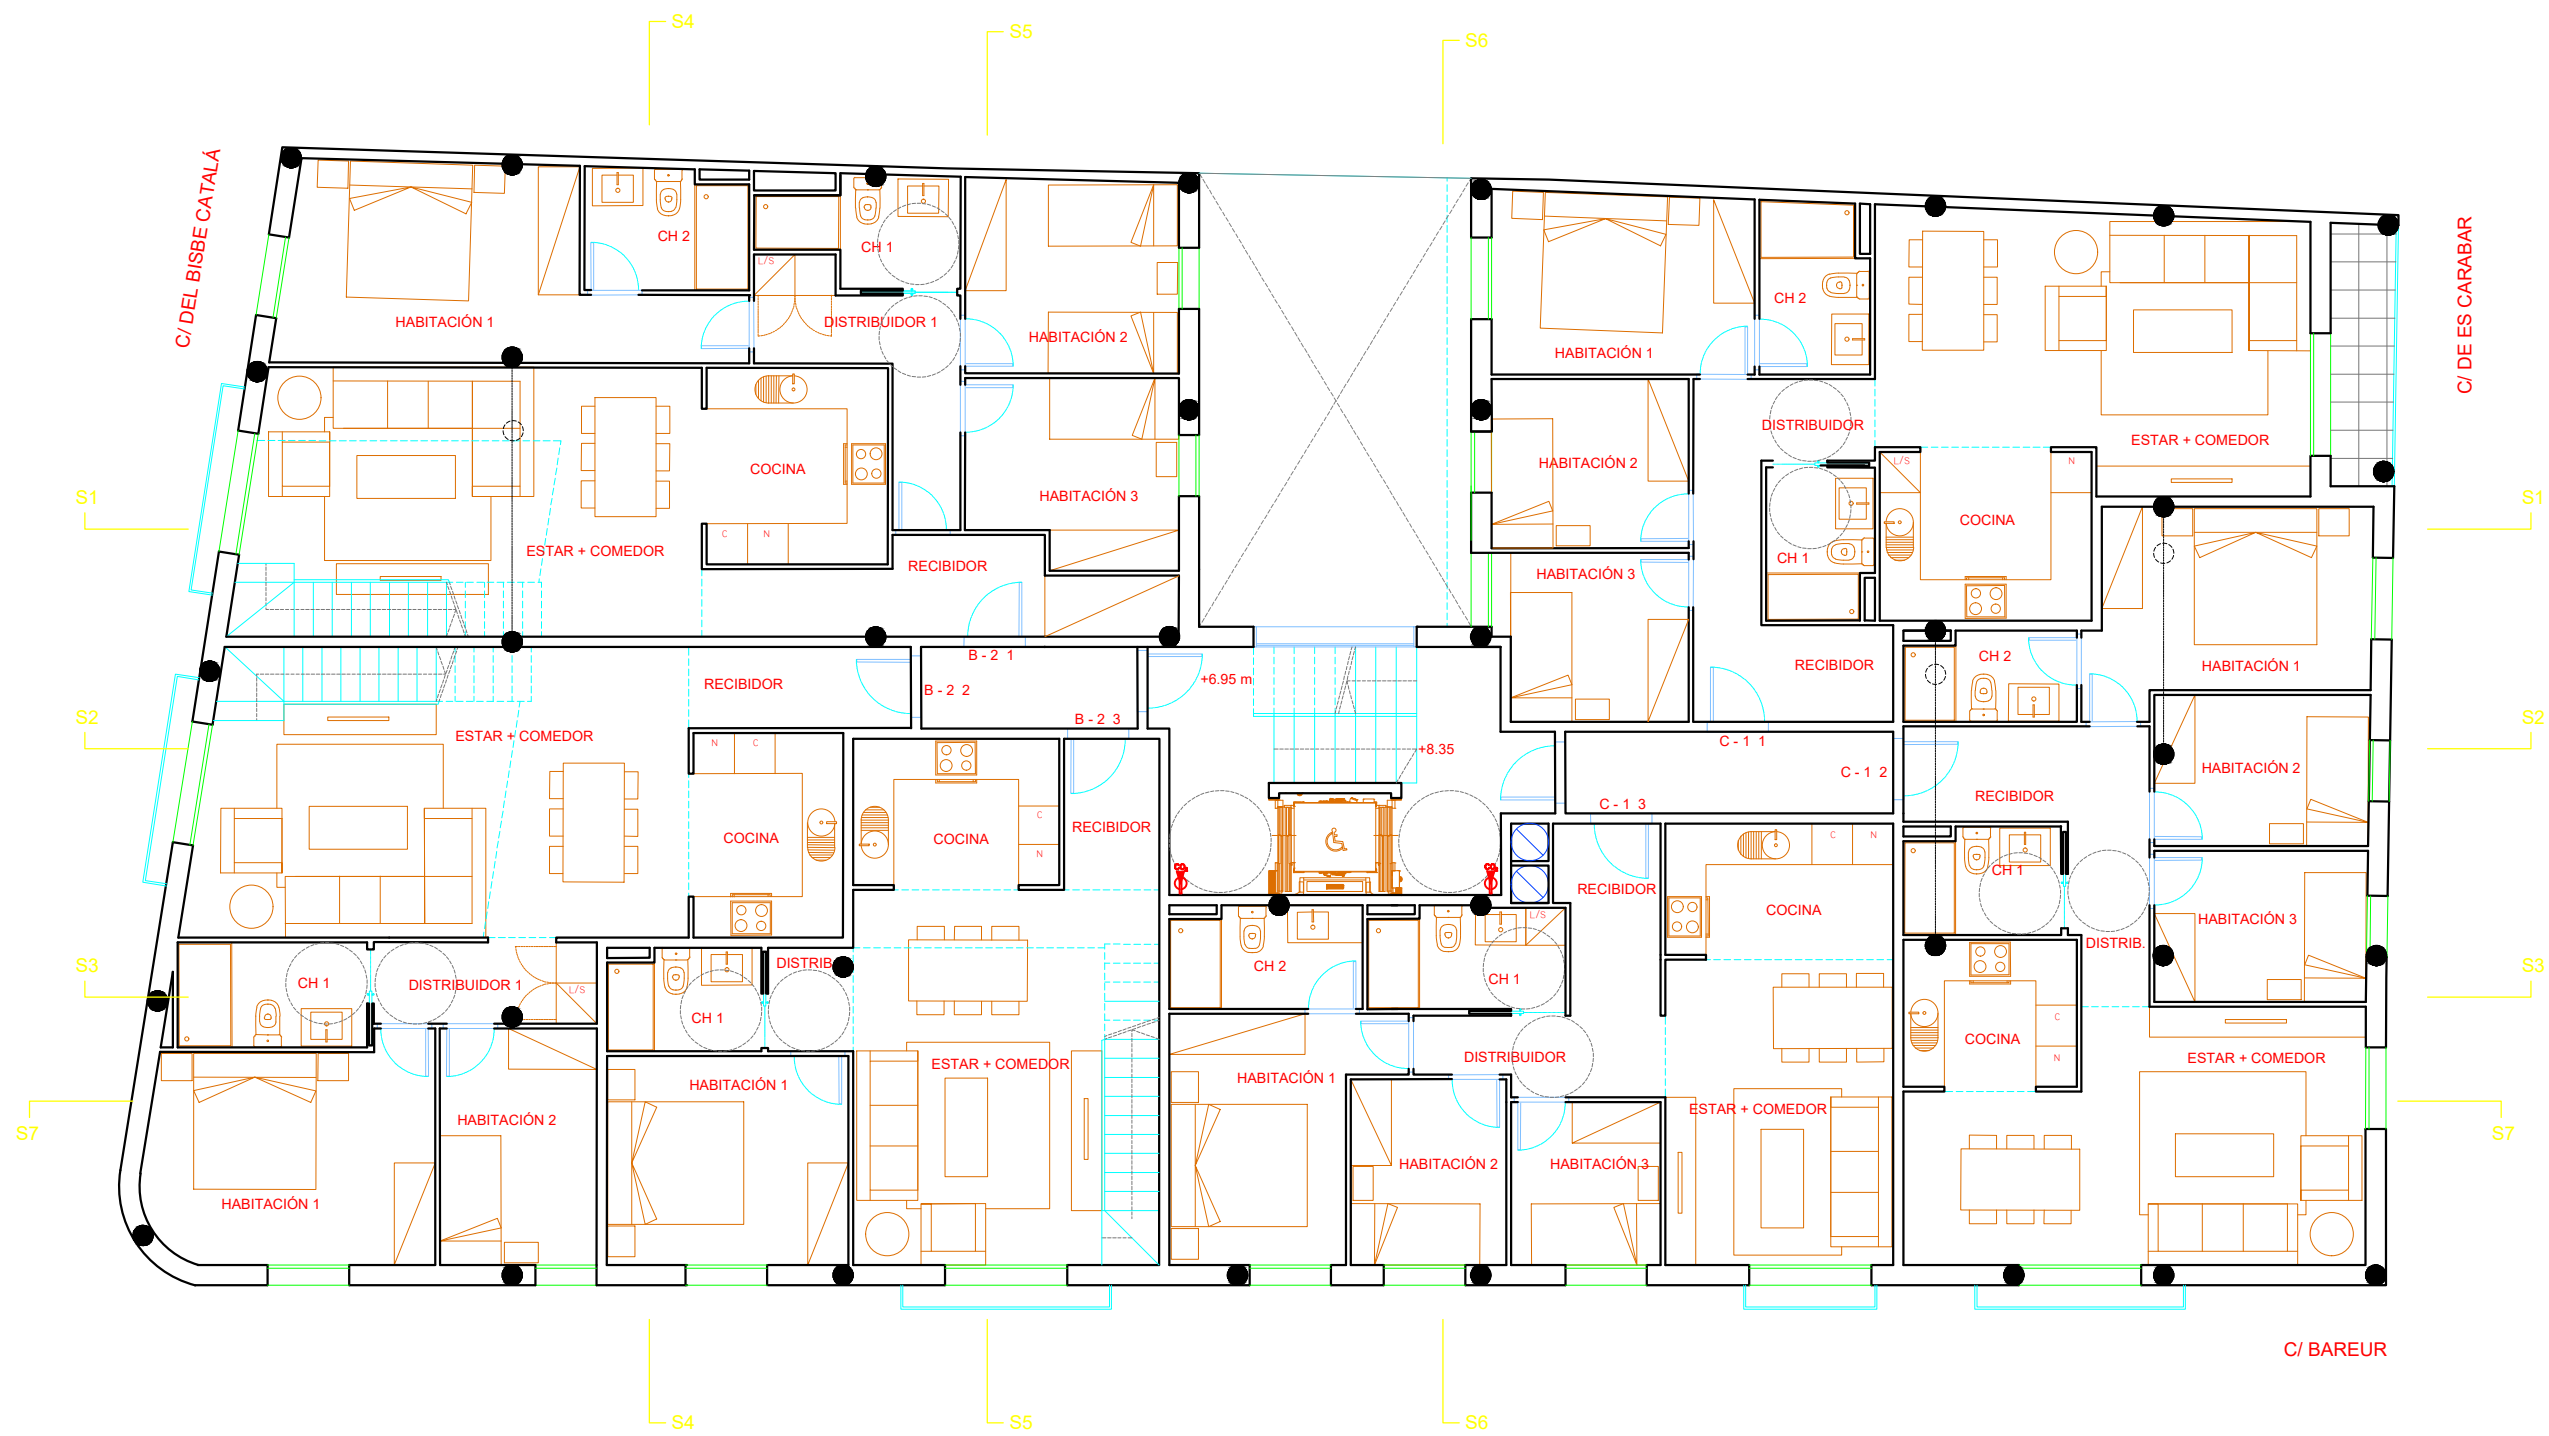 S4
S5
S6
C/ DEL BISBE CATALÁ
C/ DE ES CARABAR
CH 2
CH 1
L/S
HABITACIÓN 1
DISTRIBUIDOR 1
HABITACIÓN 2
CH 2
HABITACIÓN 1
DISTRIBUIDOR
ESTAR + COMEDOR
COCINA
HABITACIÓN 2
L/S
N
S1
HABITACIÓN 3
S1
C N
COCINA
ESTAR + COMEDOR
RECIBIDOR
CH 1
HABITACIÓN 3
B - 2 1
CH 2
RECIBIDOR
HABITACIÓN 1
RECIBIDOR
B - 2 2
+6.95 m
S2
B - 2 3
S2
ESTAR + COMEDOR
N C
+8.35
C - 1 1
C - 1 2
HABITACIÓN 2
RECIBIDOR
C - 1 3
COCINA
COCINA
C
N
RECIBIDOR
C N
CH 1
RECIBIDOR
COCINA
HABITACIÓN 3
L/S
DISTRIB.
S3
CH 2
DISTRIB.
S3
CH 1
DISTRIBUIDOR 1
L/S
CH 1
CH 1
C
COCINA
N
DISTRIBUIDOR
ESTAR + COMEDOR
ESTAR + COMEDOR
HABITACIÓN 1
HABITACIÓN 1
ESTAR + COMEDOR
HABITACIÓN 2
S7
S7
HABITACIÓN 2
HABITACIÓN 3
HABITACIÓN 1
C/ BAREUR
S4
S5
S6